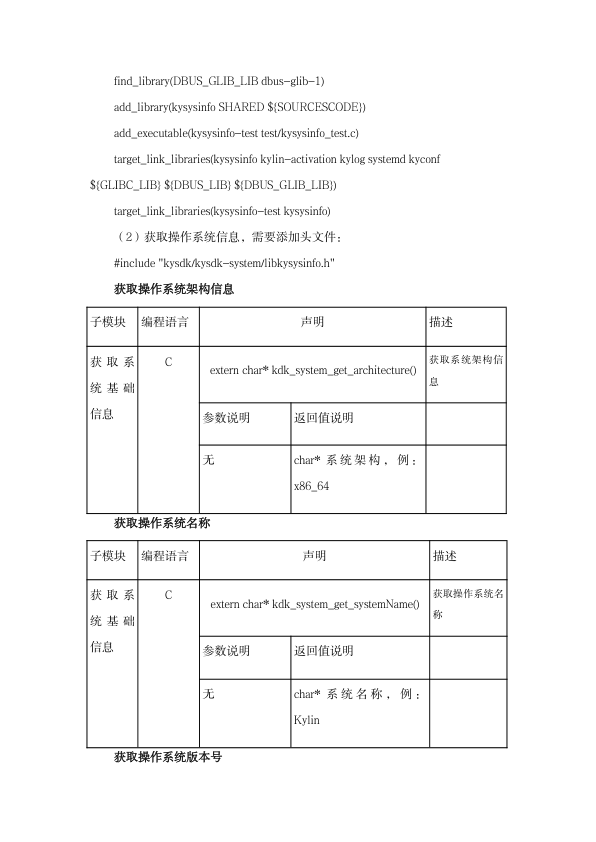 find_library(DBUS_GLIB_LIB dbus-glib-1)
add_library(kysysinfo SHARED ${SOURCESCODE})
add_executable(kysysinfo-test test/kysysinfo_test.c)
target_link_libraries(kysysinfo kylin-activation kylog systemd kyconf
${GLIBC_LIB} ${DBUS_LIB} ${DBUS_GLIB_LIB})
target_link_libraries(kysysinfo-test kysysinfo)
（2）获取操作系统信息，需要添加头文件：
#include "kysdk/kysdk-system/libkysysinfo.h"
获取操作系统架构信息
子模块 编程语言 声明 描述
获取系统基础信息 C extern char* kdk_system_get_architecture() 获取系统架构信息
参数说明 返回值说明
无 char* 系统架构，例：x86_64
获取操作系统名称
子模块 编程语言 声明 描述
获取系统基础信息 C extern char* kdk_system_get_systemName() 获取操作系统名称
参数说明 返回值说明
无 char* 系统名称，例：Kylin
获取操作系统版本号